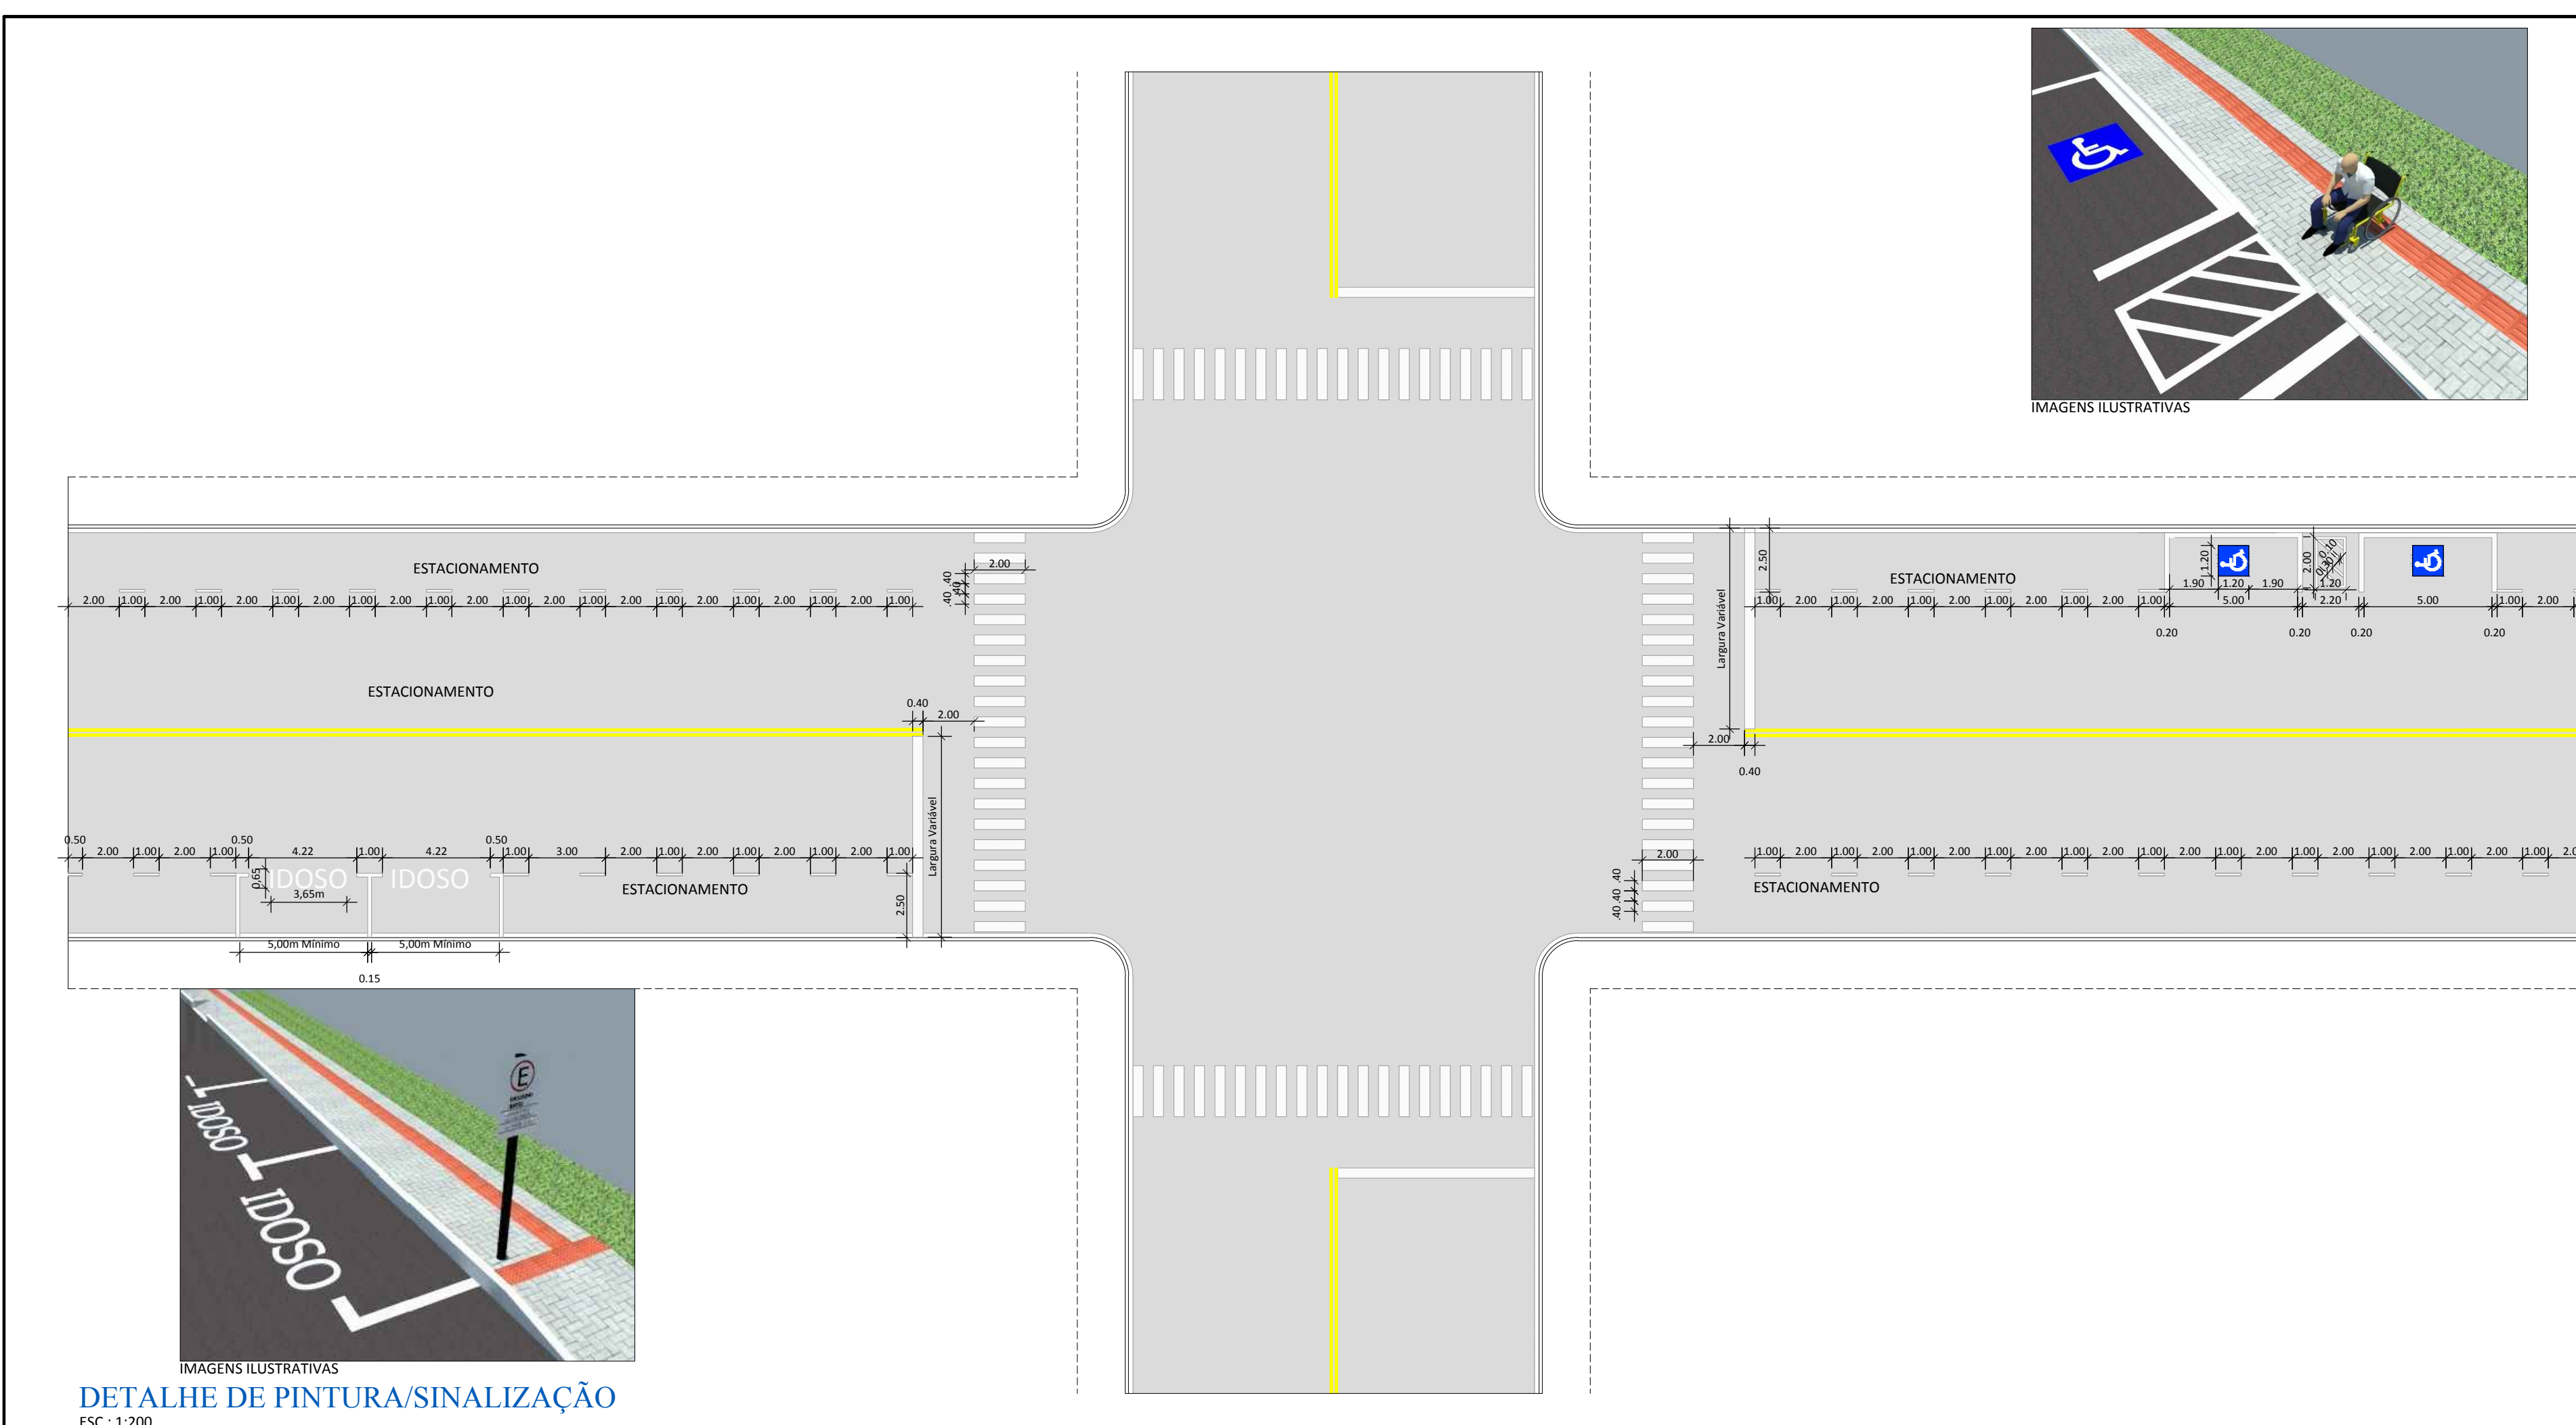 IMAGENS ILUSTRATIVAS
ESTACIONAMENTO
2.00 1.00 2.00 1.00 2.00 1.00 2.00 1.00 2.00 1.00 2.00 1.00 2.00 1.00 2.00 1.00 2.00 1.00 2.00 1.00 2.00 1.00
.40 .40 .40
2.00
ESTACIONAMENTO
0.40
2.00
Largura Variável
0.50 2.00 1.00 2.00 1.00 0.50 4.22 1.00 4.22 0.50 1.00 3.00 2.00 1.00 2.00 1.00 2.00 1.00 2.00 1.00
0,65
IDOSO IDOSO
3,65m
ESTACIONAMENTO
2.50
5,00m Mínimo 5,00m Mínimo
0.15
Largura Variável
2.50
ESTACIONAMENTO
1.20
1.90 1.20 1.90
2.00
0.10
0.30
1.20
1.00 2.00 1.00 2.00 1.00 2.00 1.00 2.00 1.00 2.00 1.00 5.00 2.20 5.00 1.00 2.00
0.20 0.20 0.20 0.20
2.00
0.40
2.00
.40 .40 .40
1.00 2.00 1.00 2.00 1.00 2.00 1.00 2.00 1.00 2.00 1.00 2.00 1.00 2.00 1.00 2.00 1.00 2.00 1.00 2.00 1.00
ESTACIONAMENTO
E
IDOSO
IDOSO
IMAGENS ILUSTRATIVAS
DETALHE DE PINTURA/SINALIZAÇÃO
ESC.: 1:200